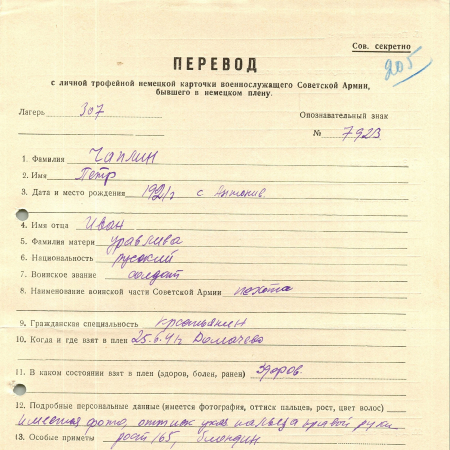 Сов. секретно
205
ПЕРЕВОД
с личной трофейной немецкой карточки военнослужащего Советской Армии,
бывшего в немецком плену.
Лагерь 307
Опознавательный знак
№ 7923
1. Фамилия Чаплин
2. Имя Петр
3. Дата и место рождения 1921г с
4. Имя отца Иван
5. Фамилия матери
6. Национальность русский
7. Воинское звание солдат
8. Наименование воинской части Советской Армии пехота
9. Гражданская специальность крестьянин
10. Когда и где взят в плен 25.6.41г Домачево
11. В каком состоянии взят в плен (здоров, болен, ранен) здоров
12. Подробные персональные данные (имеется фотография, оттиск пальцев, рост, цвет волос)
имеется фото, оттиск указ пальца правой руки
13. Особые приметы рост 165, блондин